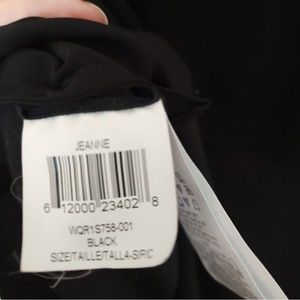 JEANNE
6 12000 23402 8
WQR1S758-001
BLACK
SIZE/TAILLE/TALLA-S/P/C